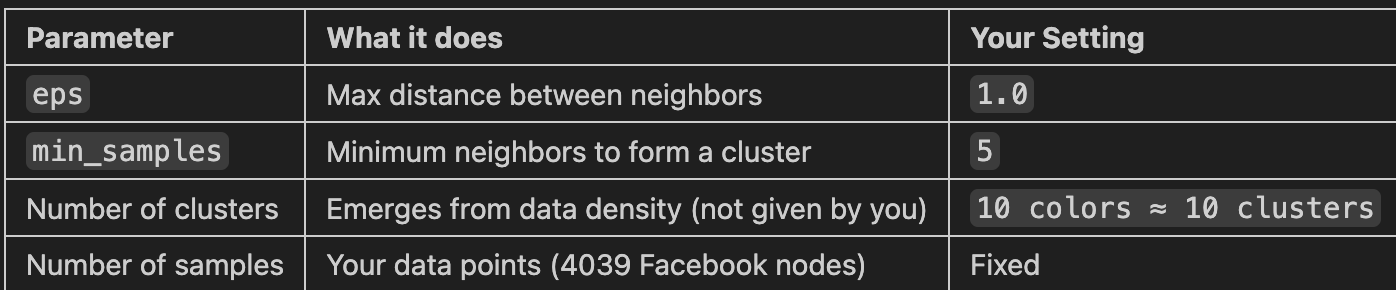 Parameter What it does Your Setting
eps Max distance between neighbors 1.0
min_samples Minimum neighbors to form a cluster 5
Number of clusters Emerges from data density (not given by you) 10 colors ≈ 10 clusters
Number of samples Your data points (4039 Facebook nodes) Fixed